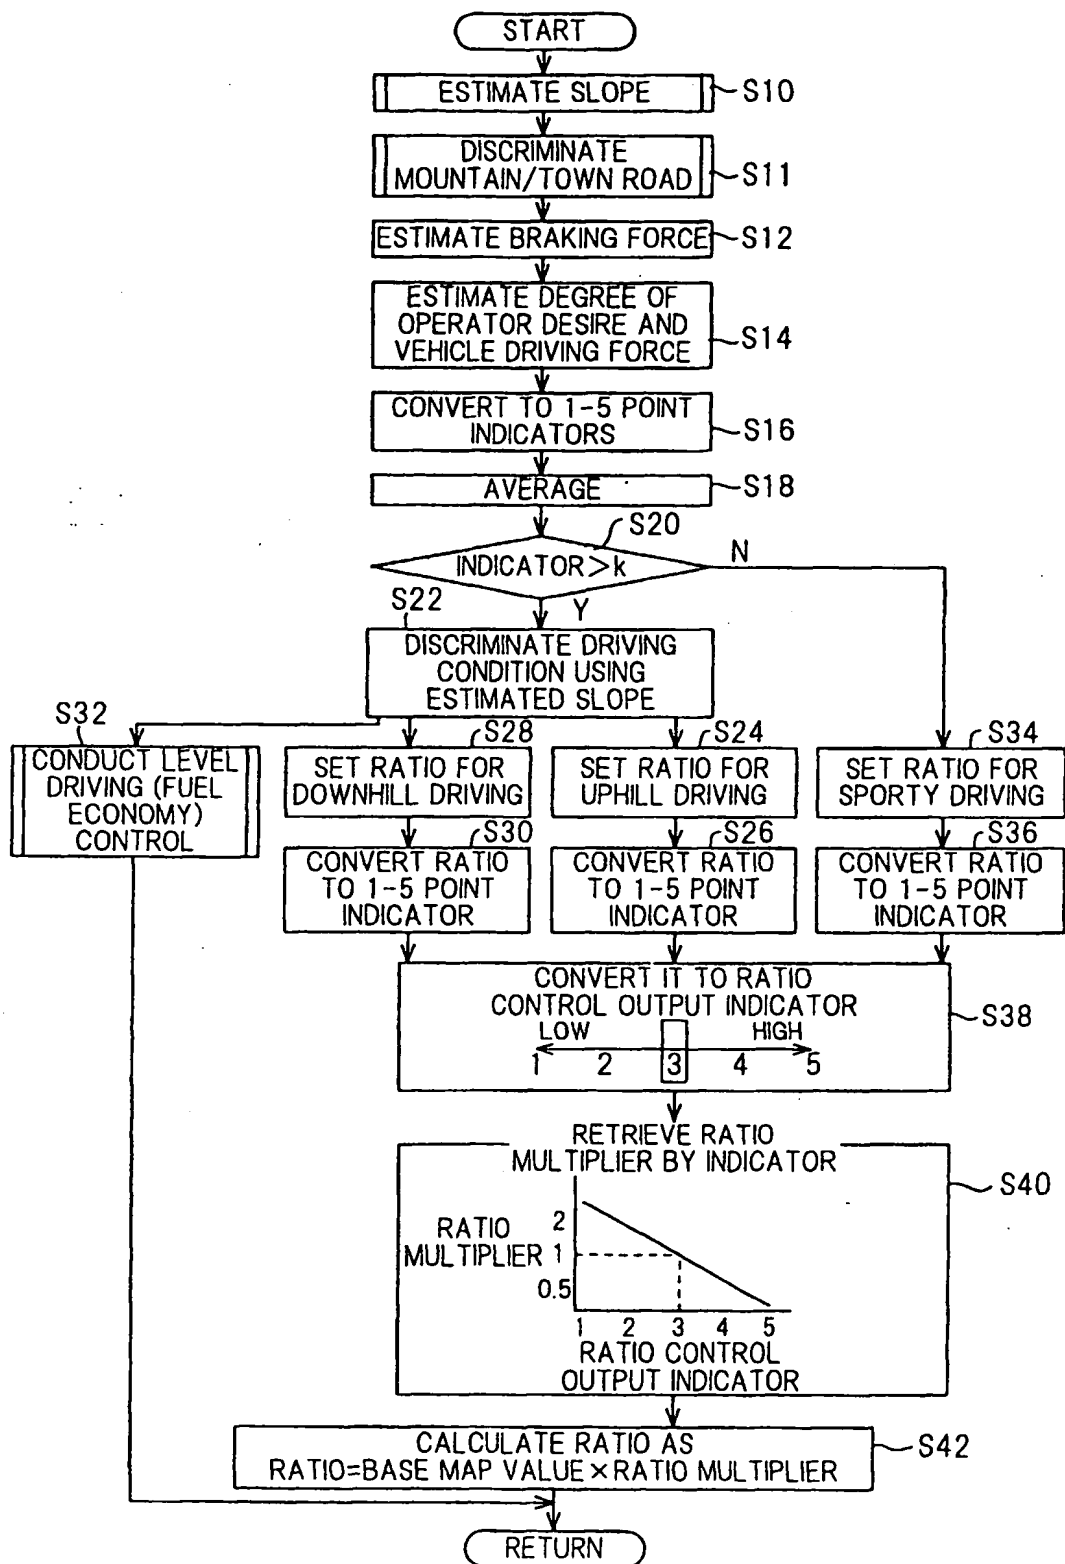 START
ESTIMATE SLOPE
S10
DISCRIMINATE
MOUNTAIN/TOWN ROAD
S11
ESTIMATE BRAKING FORCE
S12
ESTIMATE DEGREE OF
OPERATOR DESIRE AND
VEHICLE DRIVING FORCE
S14
CONVERT TO 1-5 POINT
INDICATORS
S16
AVERAGE
S18
S20
INDICATOR>k
N
Y
S22
DISCRIMINATE DRIVING
CONDITION USING
ESTIMATED SLOPE
S32
CONDUCT LEVEL
DRIVING (FUEL
ECONOMY)
CONTROL
S28
SET RATIO FOR
DOWNHILL DRIVING
S24
SET RATIO FOR
UPHILL DRIVING
S34
SET RATIO FOR
SPORTY DRIVING
S30
CONVERT RATIO
TO 1-5 POINT
INDICATOR
S26
CONVERT RATIO
TO 1-5 POINT
INDICATOR
S36
CONVERT RATIO
TO 1-5 POINT
INDICATOR
CONVERT IT TO RATIO
CONTROL OUTPUT INDICATOR
S38
LOW HIGH
1 2 3 4 5
RETRIEVE RATIO
MULTIPLIER BY INDICATOR
S40
RATIO
MULTIPLIER
2
1
0.5
1 2 3 4 5
RATIO CONTROL
OUTPUT INDICATOR
CALCULATE RATIO AS
RATIO=BASE MAP VALUE×RATIO MULTIPLIER
S42
RETURN